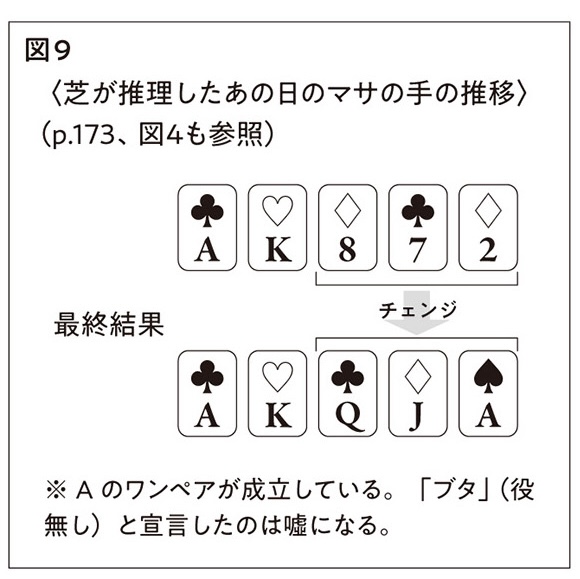 図9
〈芝が推理したあの日のマサの手の推移〉
（p.173、図4も参照）
♣ ♡ ♢ ♣ ♢
A K 8 7 2
チェンジ
最終結果
♣ ♡ ♣ ♢ ♠
A K Q J A
※ A のワンペアが成立している。「ブタ」（役
無し）と宣言したのは嘘になる。